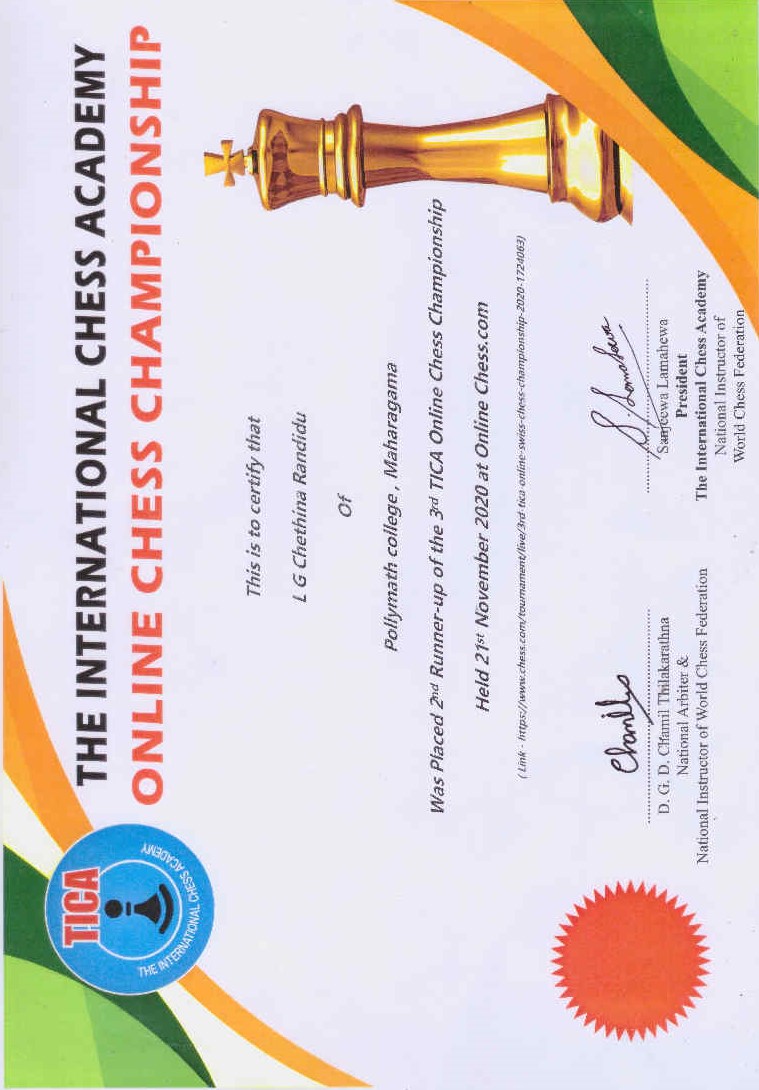 TICA
THE INTERNATIONAL CHESS ACADEMY
THE INTERNATIONAL CHESS ACADEMY
ONLINE CHESS CHAMPIONSHIP
This is to certify that
L G Chethina Randidu
Of
Pollymath college , Maharagama
Was Placed 2nd Runner-up of the 3rd TICA Online Chess Championship
Held 21st November 2020 at Online Chess.com
( Link - https://www.chess.com/tournament/live/3rd-tica-online-swiss-chess-championship-2020-1724063)
D. G. D. Chamil Thilakarathna
National Arbiter &
National Instructor of World Chess Federation
S. Lamahewa
Sanjeewa Lamahewa
President
The International Chess Academy
National Instructor of
World Chess Federation